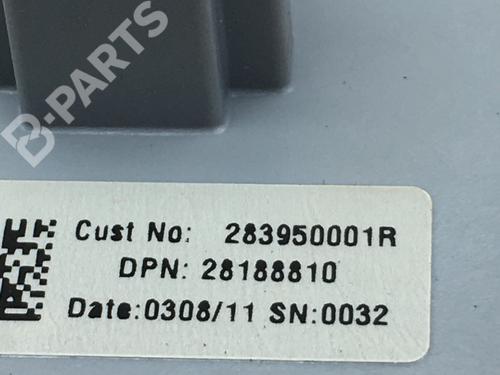 B-PARTS
Cust No: 283950001R
DPN: 28188810
Date:0308/11 SN:0032